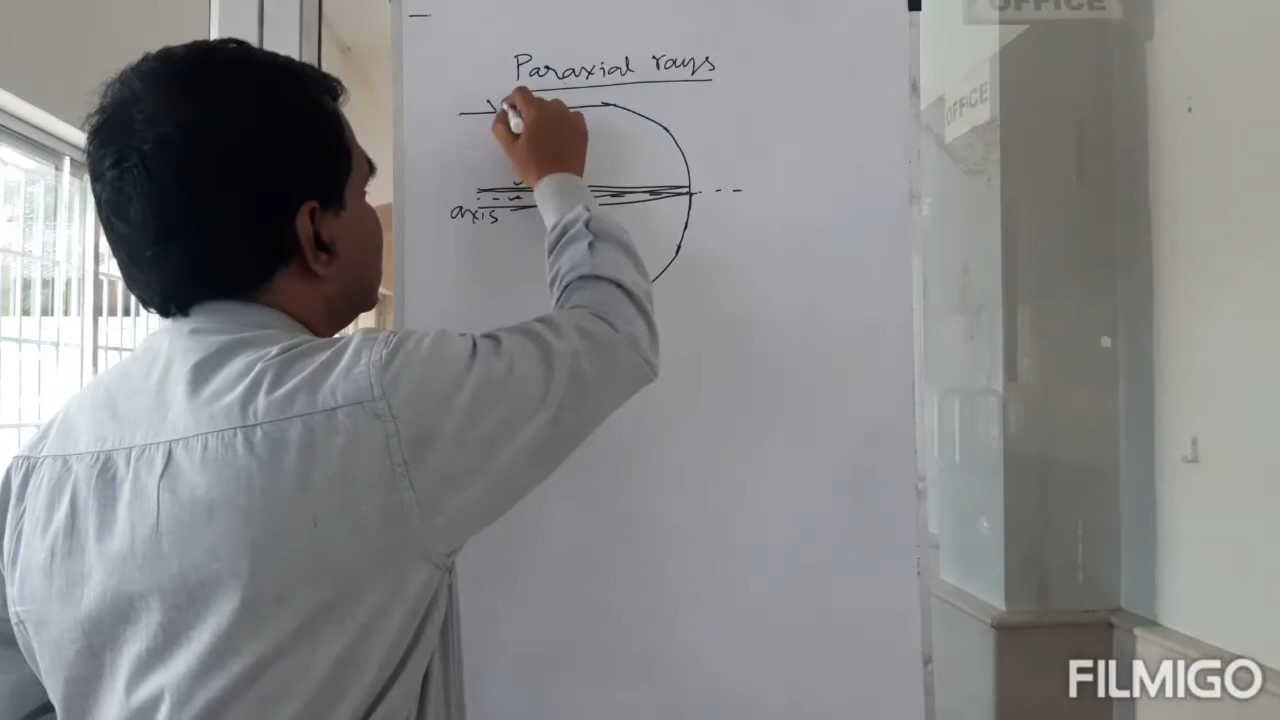 OFFICE
Paraxial rays
OFFICE
axis
FILMIGO